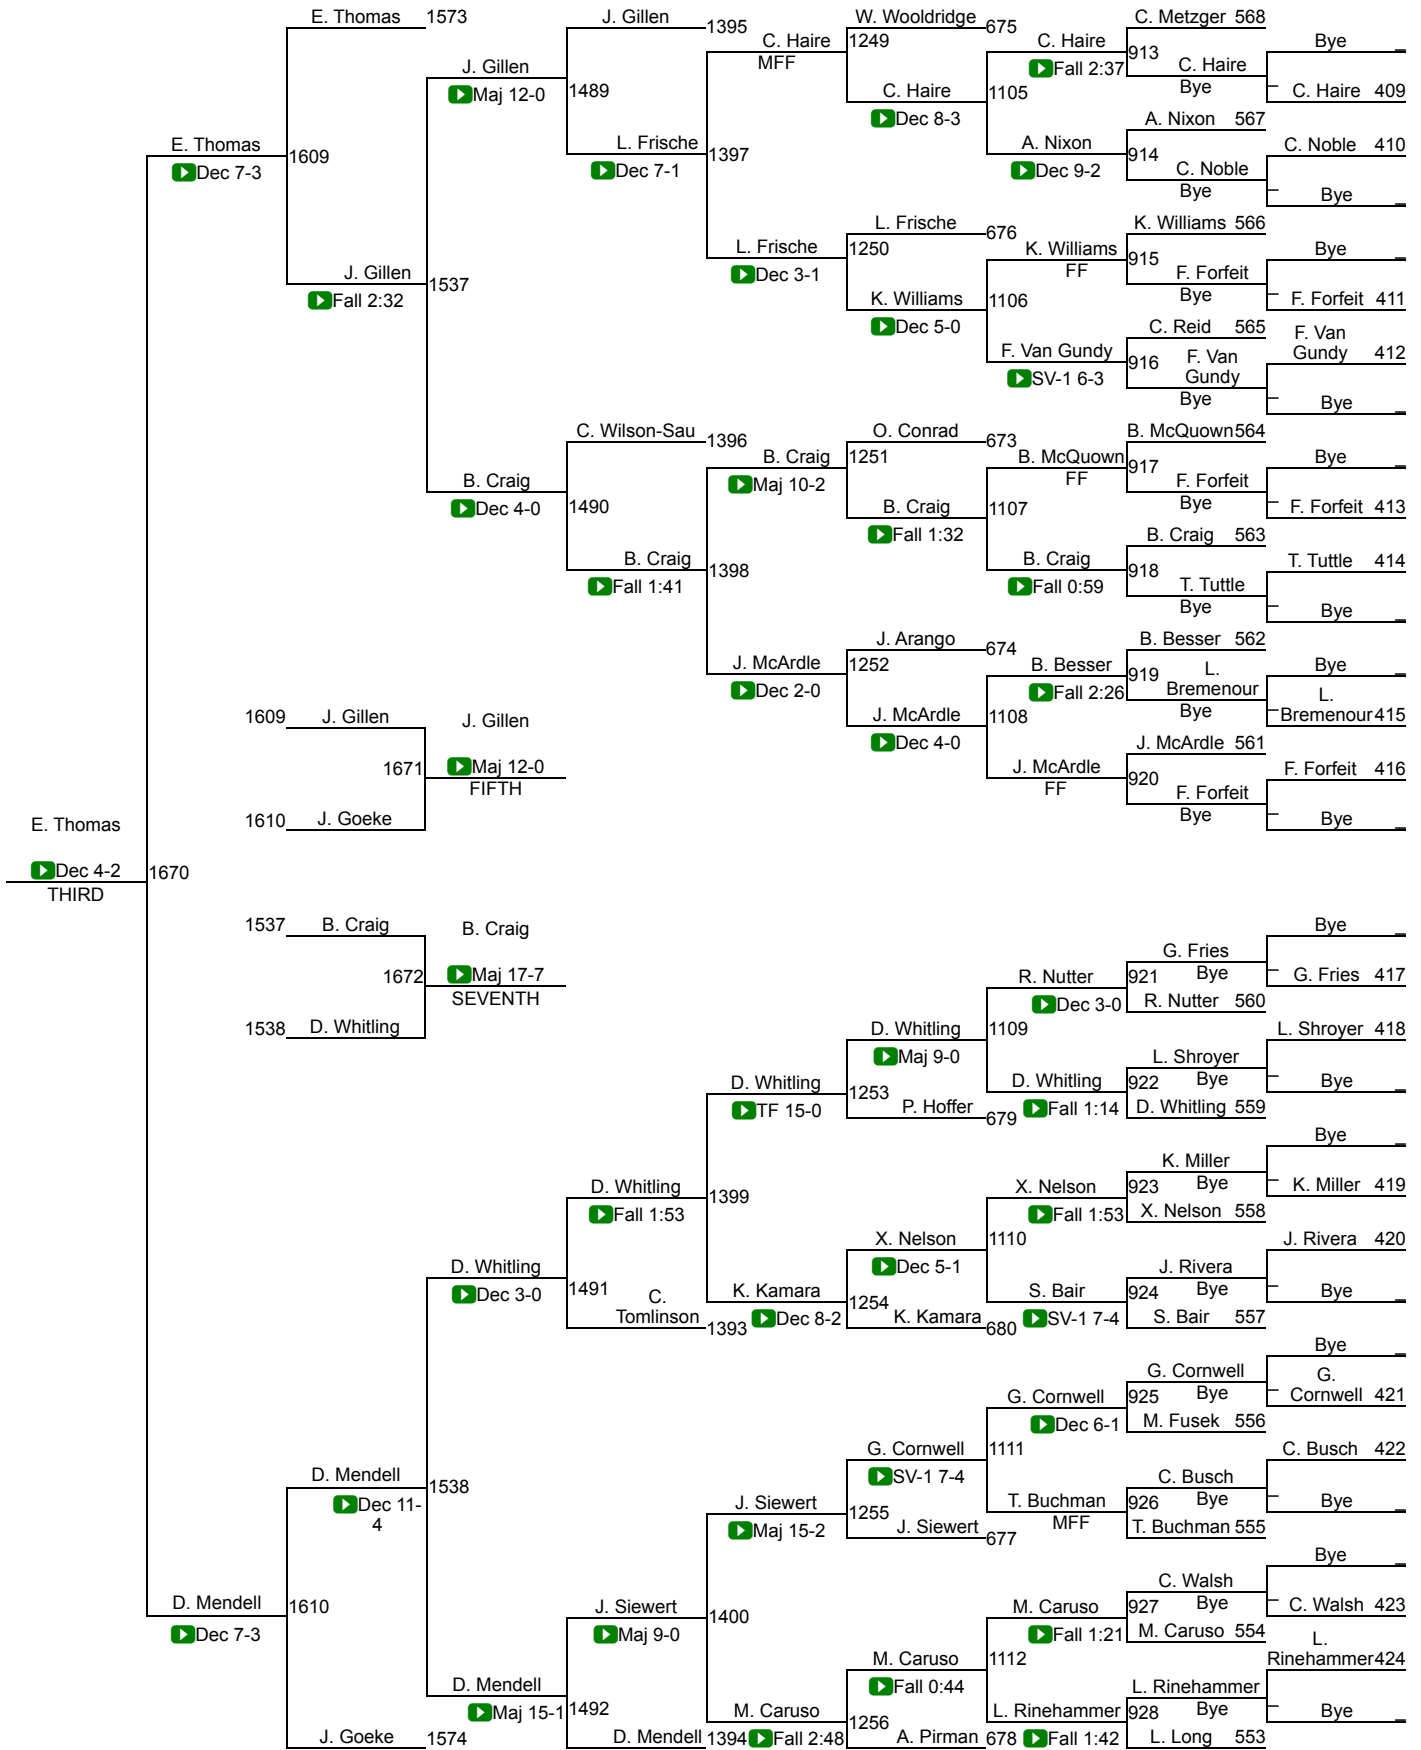 E. Thomas 1573
J. Gillen 1395
W. Wooldridge 675
C. Metzger 568
C. Haire 1249
MFF
C. Haire 913
Fall 2:37
Bye _
J. Gillen
Maj 12-0
1489
C. Haire
Bye
C. Haire 409
C. Haire 1105
Dec 8-3
A. Nixon 567
E. Thomas 1609
Dec 7-3
L. Frische 1397
Dec 7-1
A. Nixon 914
Dec 9-2
C. Noble 410
C. Noble
Bye
Bye _
L. Frische 676
K. Williams 566
L. Frische 1250
Dec 3-1
K. Williams 915
FF
Bye _
J. Gillen 1537
Fall 2:32
F. Forfeit
Bye
F. Forfeit 411
K. Williams 1106
Dec 5-0
C. Reid 565
F. Van Gundy 916
SV-1 6-3
F. Van
Gundy 412
F. Van
Gundy
Bye
Bye _
C. Wilson-Sau 1396
O. Conrad 673
B. McQuown 564
B. Craig 1251
Maj 10-2
B. McQuown 917
FF
Bye _
B. Craig 1490
Dec 4-0
F. Forfeit
Bye
F. Forfeit 413
B. Craig 1107
Fall 1:32
B. Craig 563
B. Craig 1398
Fall 1:41
B. Craig 918
Fall 0:59
T. Tuttle 414
T. Tuttle
Bye
Bye _
J. Arango 674
B. Besser 562
J. McArdle 1252
Dec 2-0
B. Besser 919
Fall 2:26
Bye _
L.
Bremenour
Bye
L.
Bremenour 415
1609 J. Gillen
J. Gillen
J. McArdle 1108
Dec 4-0
J. McArdle 561
1671
Maj 12-0
FIFTH
J. McArdle 920
FF
F. Forfeit 416
F. Forfeit
Bye
Bye _
1610 J. Goeke
E. Thomas
Dec 4-2
THIRD
1670
1537 B. Craig
B. Craig
1672
Maj 17-7
SEVENTH
1538 D. Whitling
Bye _
G. Fries
Bye
G. Fries 417
R. Nutter 921
Dec 3-0
R. Nutter 560
D. Whitling 1109
Maj 9-0
L. Shroyer 418
L. Shroyer
Bye
Bye _
D. Whitling 1253
TF 15-0
D. Whitling 922
Fall 1:14
D. Whitling 559
P. Hoffer 679
Bye _
K. Miller
Bye
K. Miller 419
D. Whitling 1399
Fall 1:53
X. Nelson 923
Fall 1:53
X. Nelson 558
X. Nelson 1110
Dec 5-1
J. Rivera 420
D. Whitling 1491
Dec 3-0
J. Rivera
Bye
Bye _
K. Kamara 1254
Dec 8-2
S. Bair 924
SV-1 7-4
S. Bair 557
C.
Tomlinson 1393
K. Kamara 680
Bye _
G. Cornwell
Bye
G.
Cornwell 421
G. Cornwell 925
Dec 6-1
M. Fusek 556
G. Cornwell 1111
SV-1 7-4
C. Busch 422
D. Mendell 1538
Dec 11-
4
C. Busch
Bye
Bye _
J. Siewert 1255
Maj 15-2
T. Buchman 926
MFF
T. Buchman 555
J. Siewert 677
Bye _
C. Walsh
Bye
C. Walsh 423
D. Mendell 1610
Dec 7-3
J. Siewert 1400
Maj 9-0
M. Caruso 927
Fall 1:21
M. Caruso 554
M. Caruso 1112
Fall 0:44
L.
Rinehammer 424
D. Mendell 1492
Maj 15-1
L. Rinehammer
Bye
Bye _
M. Caruso 1256
Fall 2:48
L. Rinehammer 928
Fall 1:42
L. Long 553
J. Goeke 1574
D. Mendell 1394
A. Pirman 678